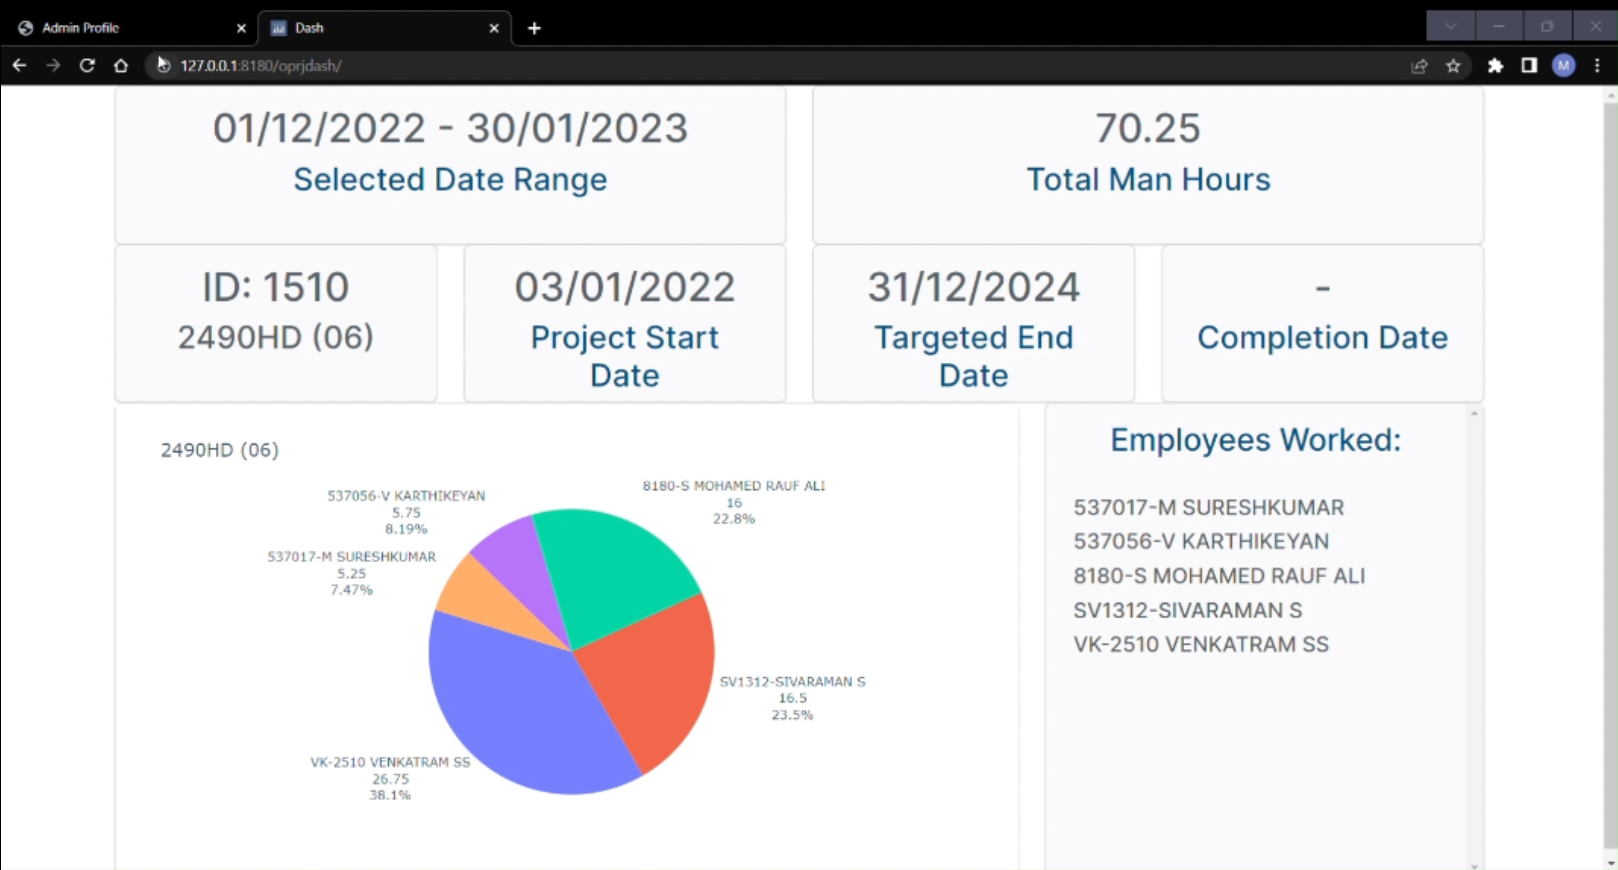 Admin Profile
Dash
127.0.0.1:8180/oprjdash/
M
01/12/2022 - 30/01/2023
Selected Date Range
70.25
Total Man Hours
ID: 1510
2490HD (06)
03/01/2022
Project Start
Date
31/12/2024
Targeted End
Date
-
Completion Date
2490HD (06)
537056-V KARTHIKEYAN
5.75
8.19%
8180-S MOHAMED RAUF ALI
16
22.8%
537017-M SURESHKUMAR
5.25
7.47%
SV1312-SIVARAMAN S
16.5
23.5%
VK-2510 VENKATRAM SS
26.75
38.1%
Employees Worked:
537017-M SURESHKUMAR
537056-V KARTHIKEYAN
8180-S MOHAMED RAUF ALI
SV1312-SIVARAMAN S
VK-2510 VENKATRAM SS